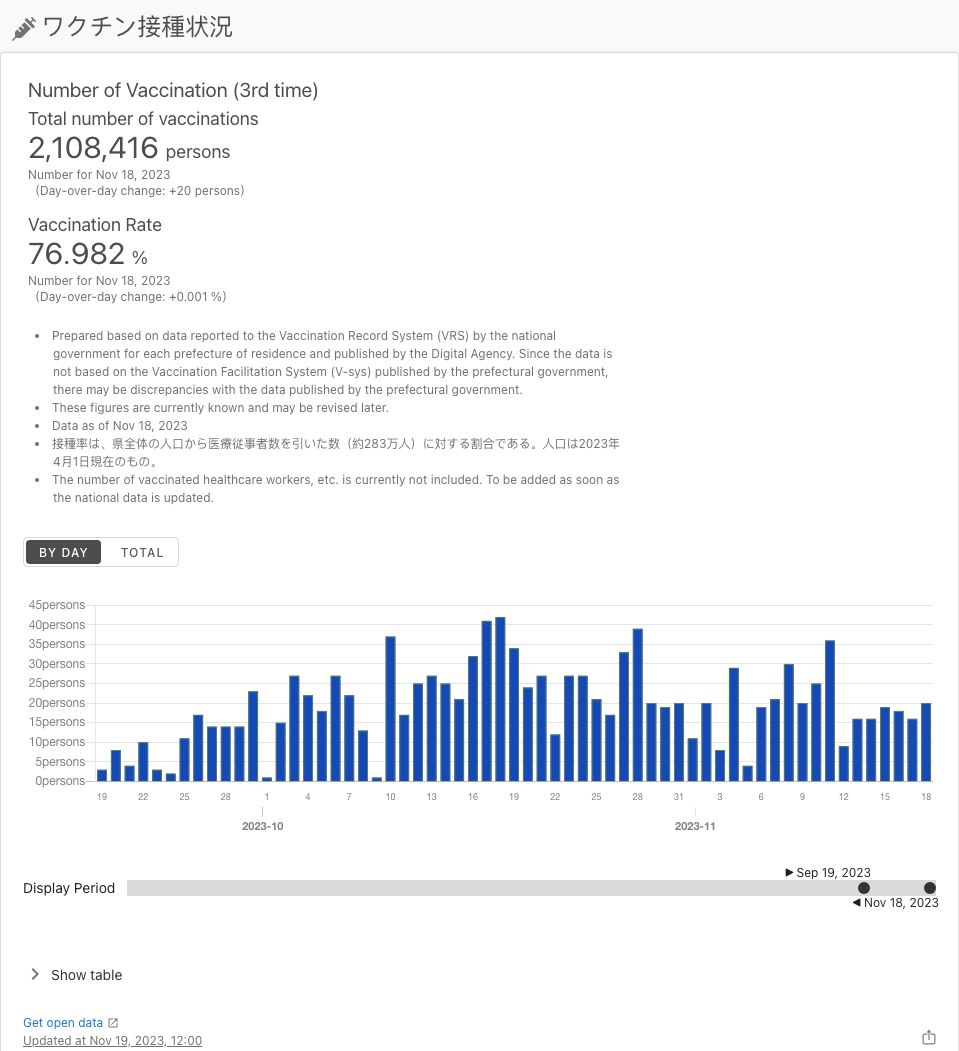 ワクチン接種状況
Number of Vaccination (3rd time)
Total number of vaccinations
2,108,416 persons
Number for Nov 18, 2023
(Day-over-day change: +20 persons)
Vaccination Rate
76.982 %
Number for Nov 18, 2023
(Day-over-day change: +0.001 %)
• Prepared based on data reported to the Vaccination Record System (VRS) by the national
government for each prefecture of residence and published by the Digital Agency. Since the data is
not based on the Vaccination Facilitation System (V-sys) published by the prefectural government,
there may be discrepancies with the data published by the prefectural government.
• These figures are currently known and may be revised later.
• Data as of Nov 18, 2023
• 接種率は、県全体の人口から医療従事者数を引いた数（約283万人）に対する割合である。人口は2023年
4月1日現在のもの。
• The number of vaccinated healthcare workers, etc. is currently not included. To be added as soon as
the national data is updated.
BY DAY TOTAL
45persons
40persons
35persons
30persons
25persons
20persons
15persons
10persons
5persons
0persons
19 22 25 28 1 4 7 10 13 16 19 22 25 28 31 3 6 9 12 15 18
2023-10 2023-11
▶ Sep 19, 2023
Display Period
◀ Nov 18, 2023
Show table
Get open data
Updated at Nov 19, 2023, 12:00